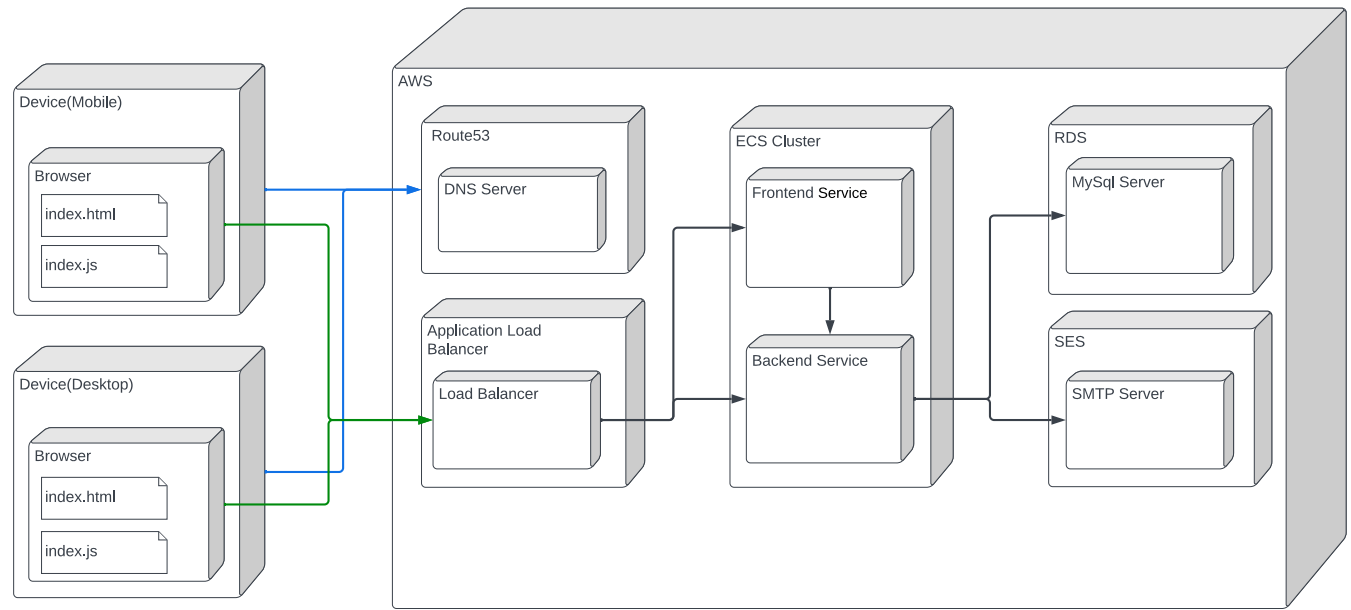 Device(Mobile)
Browser
index.html
index.js
Device(Desktop)
Browser
index.html
index.js
AWS
Route53
DNS Server
Application Load
Balancer
Load Balancer
ECS Cluster
Frontend Service
Backend Service
RDS
MySql Server
SES
SMTP Server